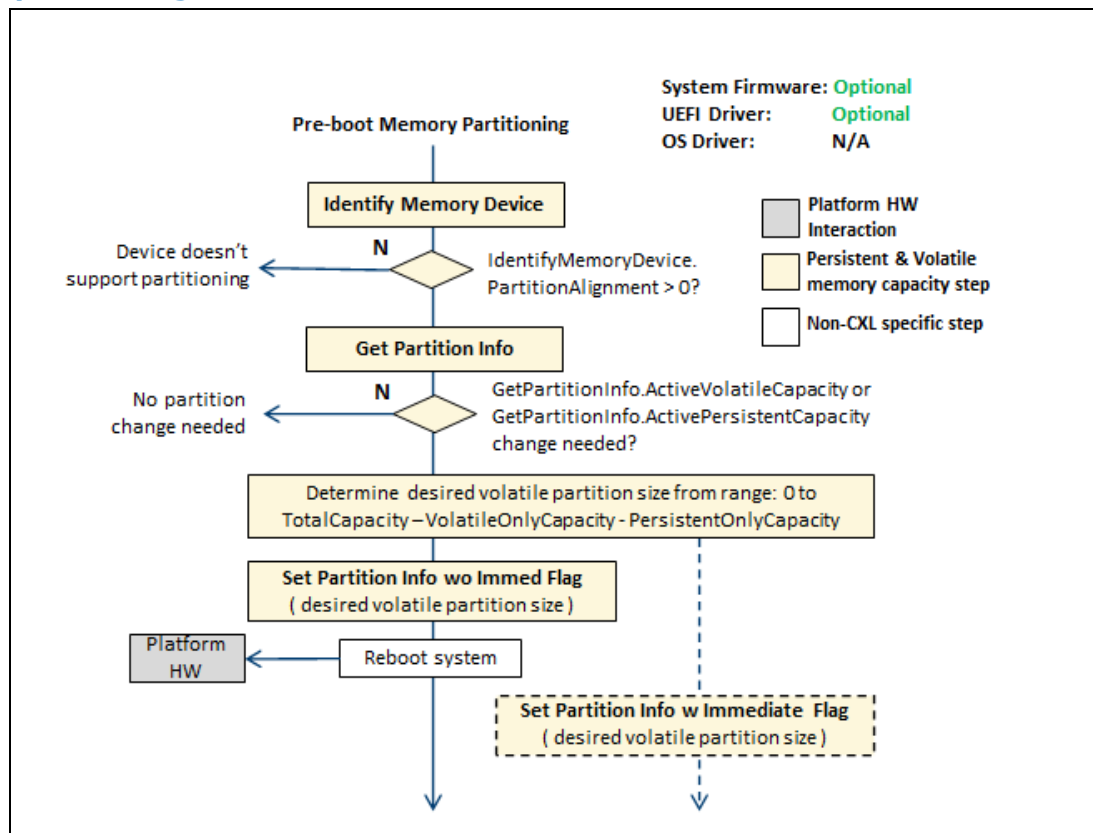 System Firmware: Optional
UEFI Driver: Optional
OS Driver: N/A
Pre-boot Memory Partitioning
Platform HW
Interaction
Persistent & Volatile
memory capacity step
Non-CXL specific step
Identify Memory Device
N
Device doesn't
support partitioning
IdentifyMemoryDevice.
PartitionAlignment > 0?
Get Partition Info
N
No partition
change needed
GetPartitionInfo.ActiveVolatileCapacity or
GetPartitionInfo.ActivePersistentCapacity
change needed?
Determine desired volatile partition size from range: 0 to
TotalCapacity – VolatileOnlyCapacity - PersistentOnlyCapacity
Set Partition Info wo Immed Flag
( desired volatile partition size )
Platform
HW
Reboot system
Set Partition Info w Immediate Flag
( desired volatile partition size )